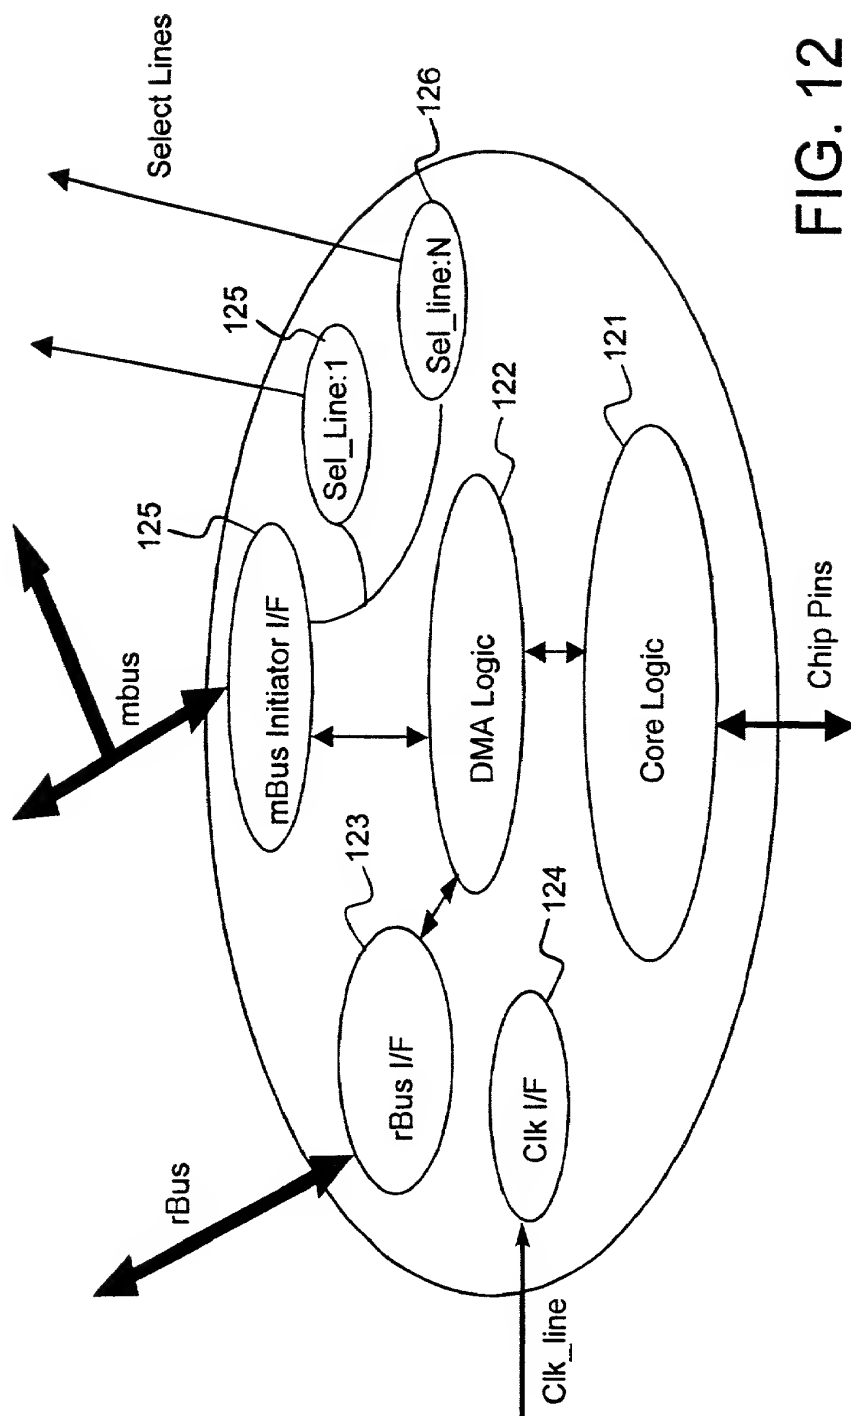 rBus
mbus
Select Lines
125
125
126
mBus Initiator I/F
Sel_Line:1
Sel_line:N
123
rBus I/F
122
DMA Logic
124
Clk I/F
121
Core Logic
Clk_line
Chip Pins
FIG. 12